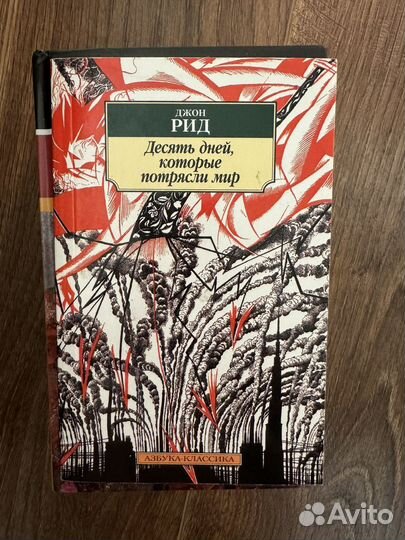 ДЖОН
РИД
Десять дней,
которые
потрясли мир
АЗБУКА-КЛАССИКА
Avito